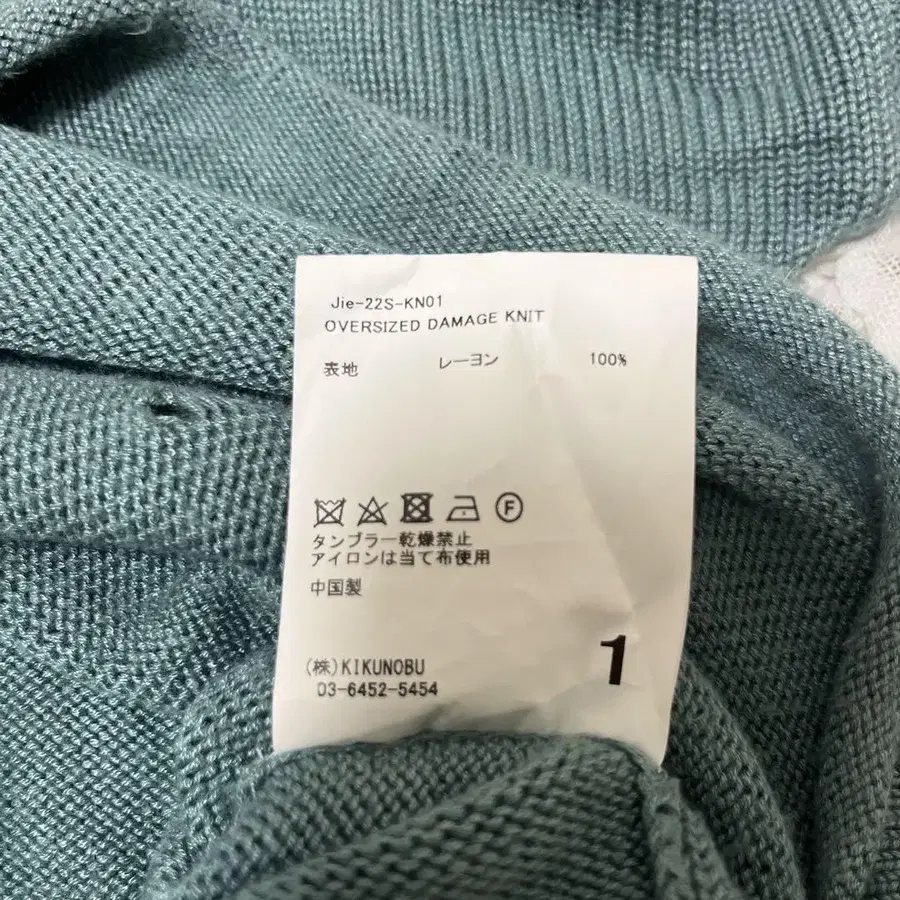 Jie-22S-KN01
OVERSIZED DAMAGE KNIT
表地 レーヨン 100%
F
タンブラー乾燥禁止
アイロンは当て布使用
中国製
1
(株)KIKUNOBU
03-6452-5454